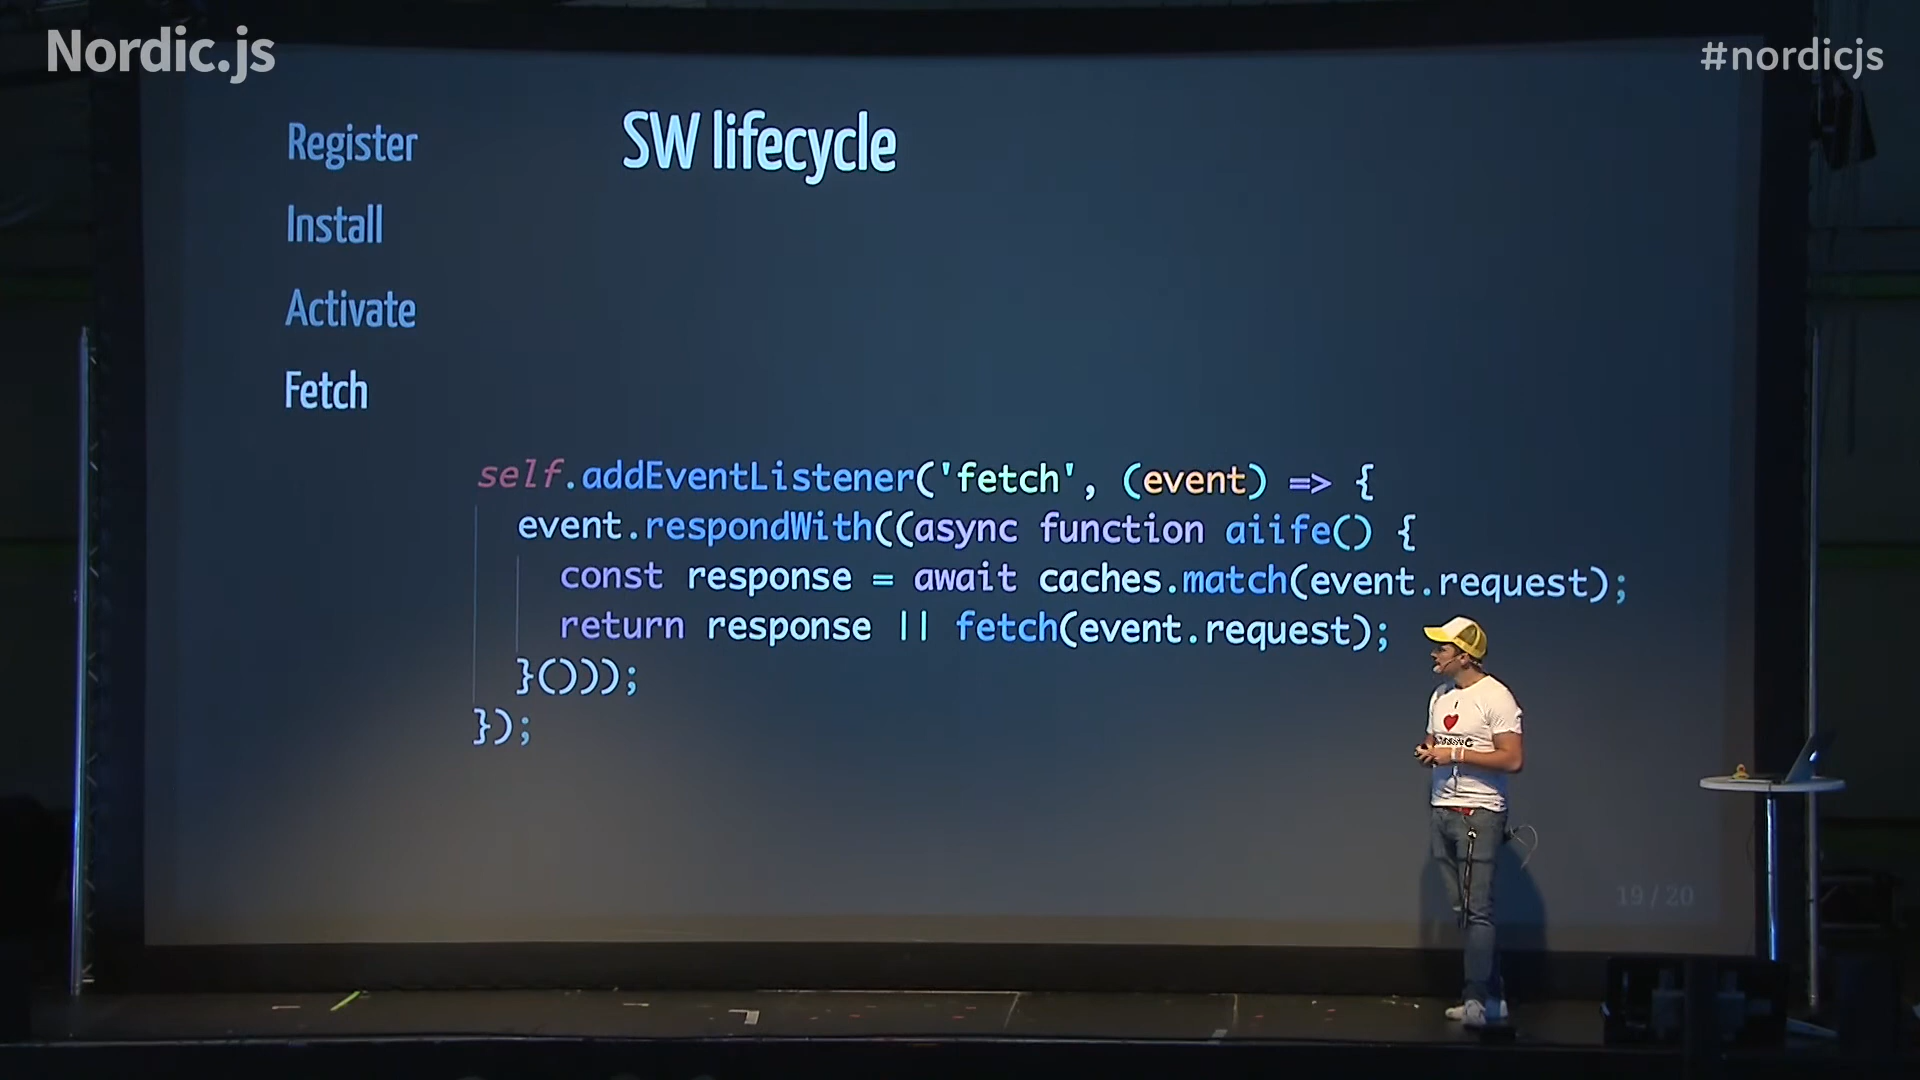 Nordic.js
#nordicjs
SW lifecycle
Register
Install
Activate
Fetch
self.addEventListener('fetch', (event) => {
event.respondWith((async function aiife() {
const response = await caches.match(event.request);
return response || fetch(event.request);
}()));
});
I
19 / 20